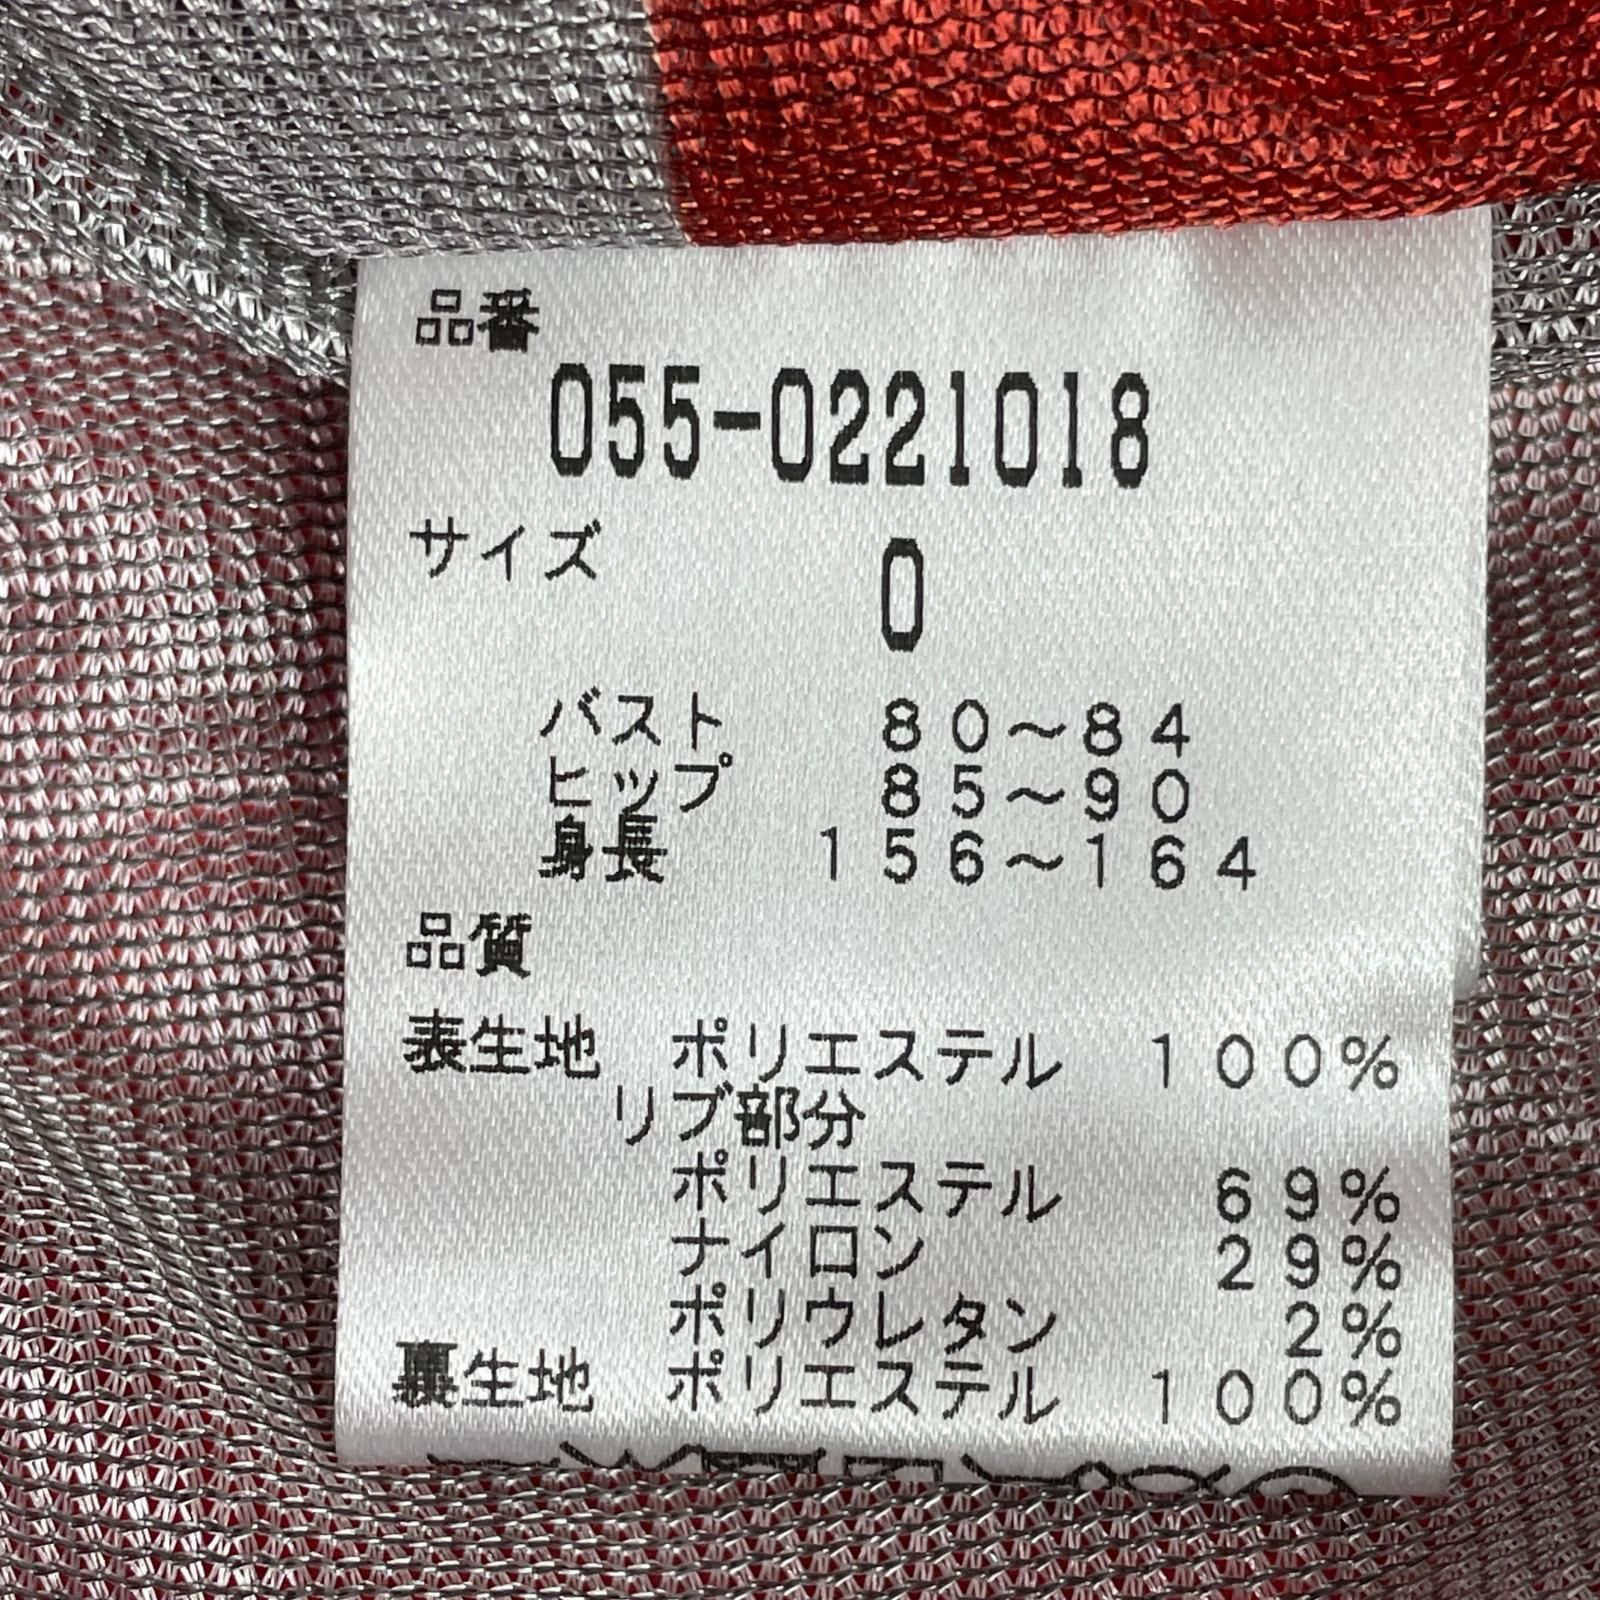 品番
055-0221018
サイズ 0
バスト 80～84
ヒップ 85～90
身長 156～164
品質
表生地 ポリエステル 100%
リブ部分
ポリエステル 69%
ナイロン 29%
ポリウレタン 2%
裏生地 ポリエステル 100%